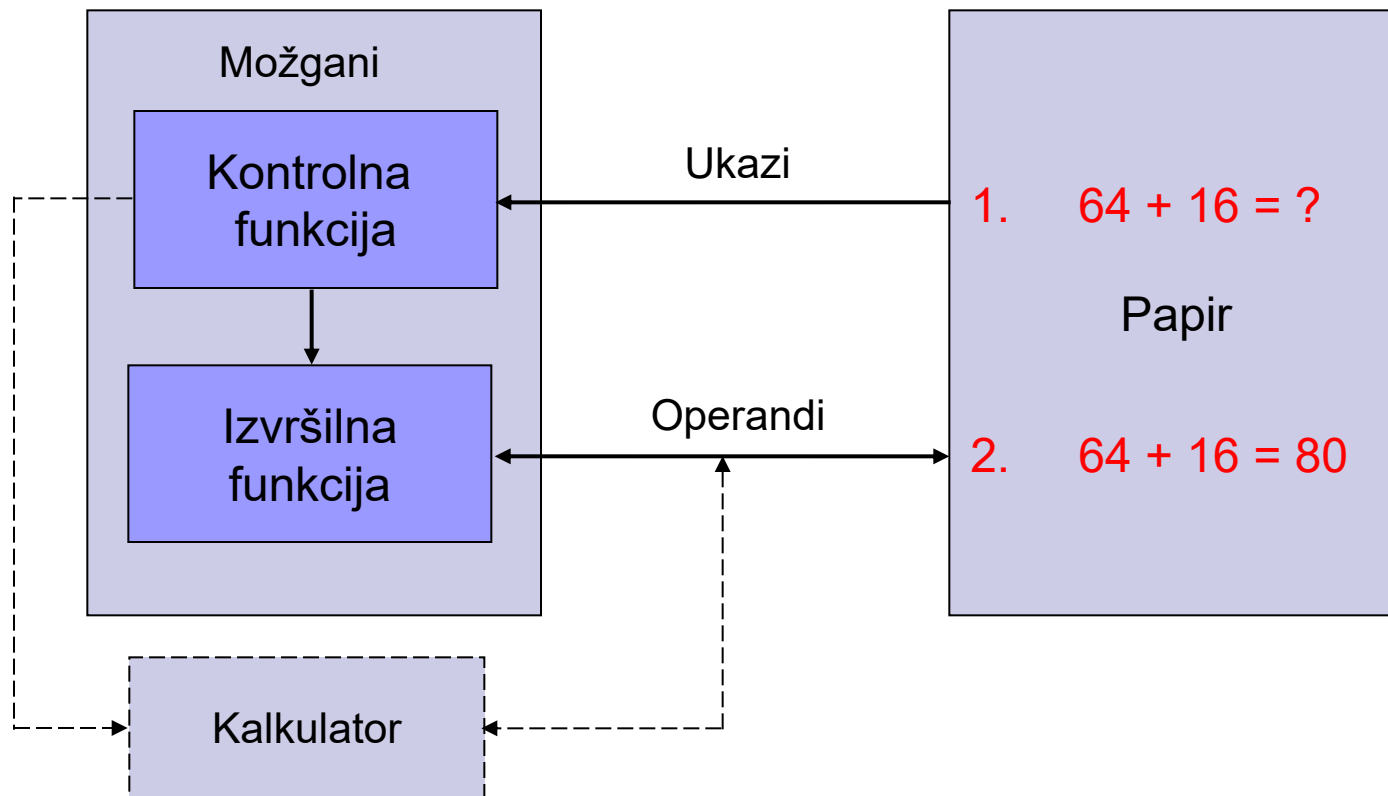 Možgani
Kontrolna
funkcija
Ukazi
1. 64 + 16 = ?
Papir
Izvršilna
funkcija
Operandi
2. 64 + 16 = 80
Kalkulator